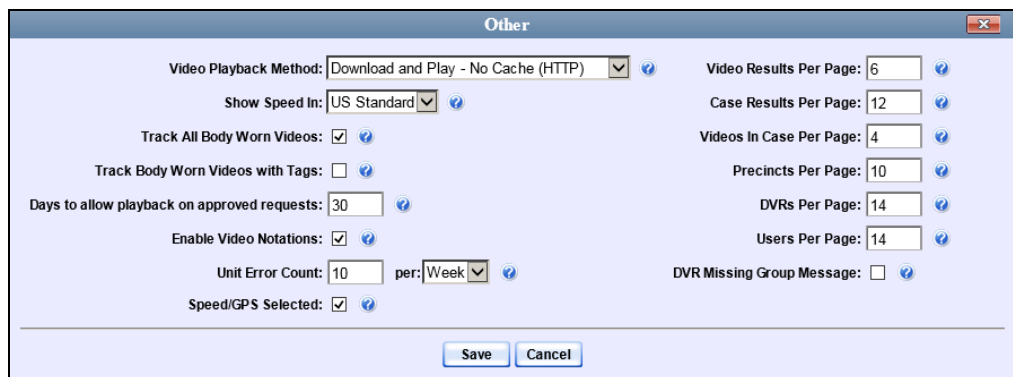 Other
Video Playback Method: Download and Play - No Cache (HTTP)
Show Speed In: US Standard
Track All Body Worn Videos:
Track Body Worn Videos with Tags:
Days to allow playback on approved requests: 30
Enable Video Notations:
Unit Error Count: 10 per: Week
Speed/GPS Selected:
Video Results Per Page: 6
Case Results Per Page: 12
Videos In Case Per Page: 4
Precincts Per Page: 10
DVRs Per Page: 14
Users Per Page: 14
DVR Missing Group Message:
Save Cancel